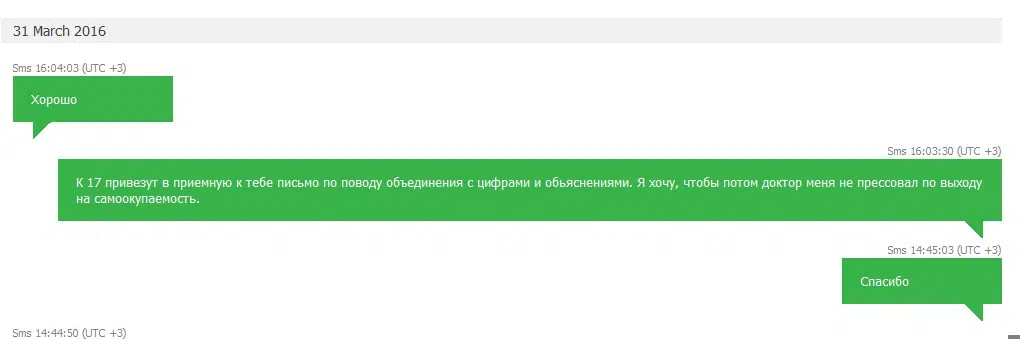 31 March 2016
Sms 16:04:03 (UTC +3)
Хорошо
Sms 16:03:30 (UTC +3)
К 17 привезут в приемную к тебе письмо по поводу объединения с цифрами и обьяснениями. Я хочу, чтобы потом доктор меня не прессовал по выходу
на самоокупаемость.
Sms 14:45:03 (UTC +3)
Спасибо
Sms 14:44:50 (UTC +3)